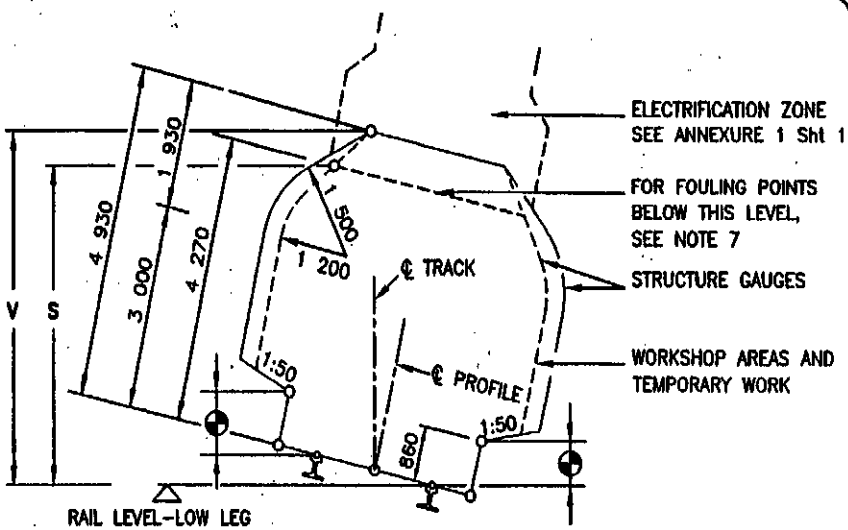 ELECTRIFICATION ZONE
SEE ANNEXURE 1 Sht 1
FOR FOULING POINTS
BELOW THIS LEVEL,
SEE NOTE 7
STRUCTURE GAUGES
WORKSHOP AREAS AND
TEMPORARY WORK
V
S
4 930
1 930
3 000
4 270
1 500
1 200
℄ TRACK
℄ PROFILE
1:50
860
1:50
RAIL LEVEL-LOW LEG